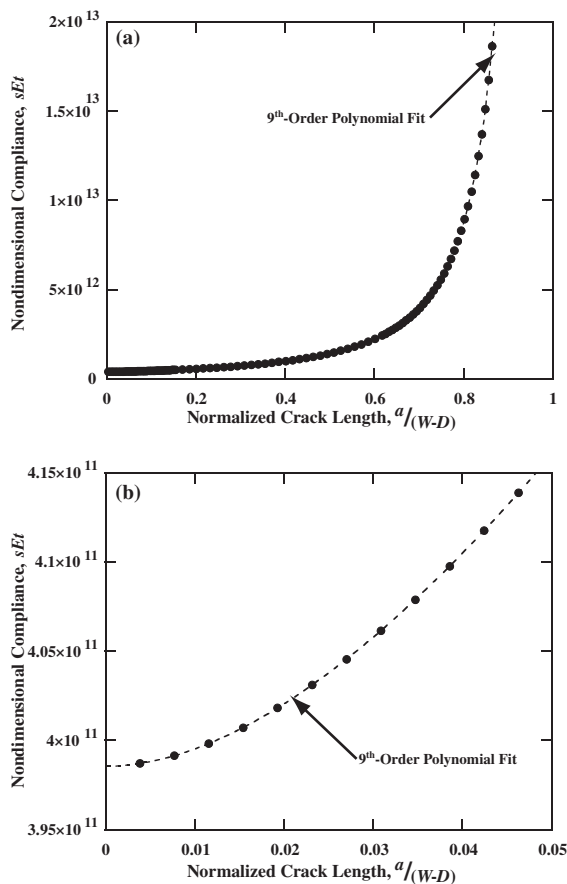 (a)
2×10 13
1.5×10 13
1×10 13
5×10 12
0
Nondimensional Compliance, sEt
9th-Order Polynomial Fit
0 0.2 0.4 0.6 0.8 1
Normalized Crack Length, a/(W-D)
(b)
4.15×10 11
4.1×10 11
4.05×10 11
4×10 11
3.95×10 11
Nondimensional Compliance, sEt
9th-Order Polynomial Fit
0 0.01 0.02 0.03 0.04 0.05
Normalized Crack Length, a/(W-D)